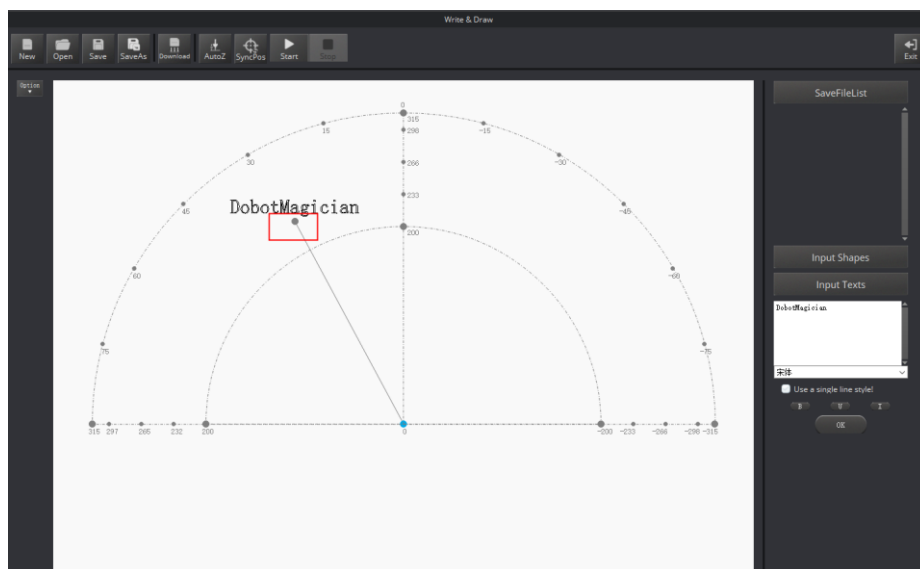 Write & Draw
New Open Save SaveAs Download AutoZ SyncPos Start Stop Exit
Option
SaveFileList
0
315
15 -15
290
30 -30
266
45 -45
233
DobotMagician
200
60 -60
75 -75
315 297 265 232 200 0 -200 -233 -266 -298 -315
Input Shapes
Input Texts
DobotMagician
宋体
Use a single line style!
B U I
OK